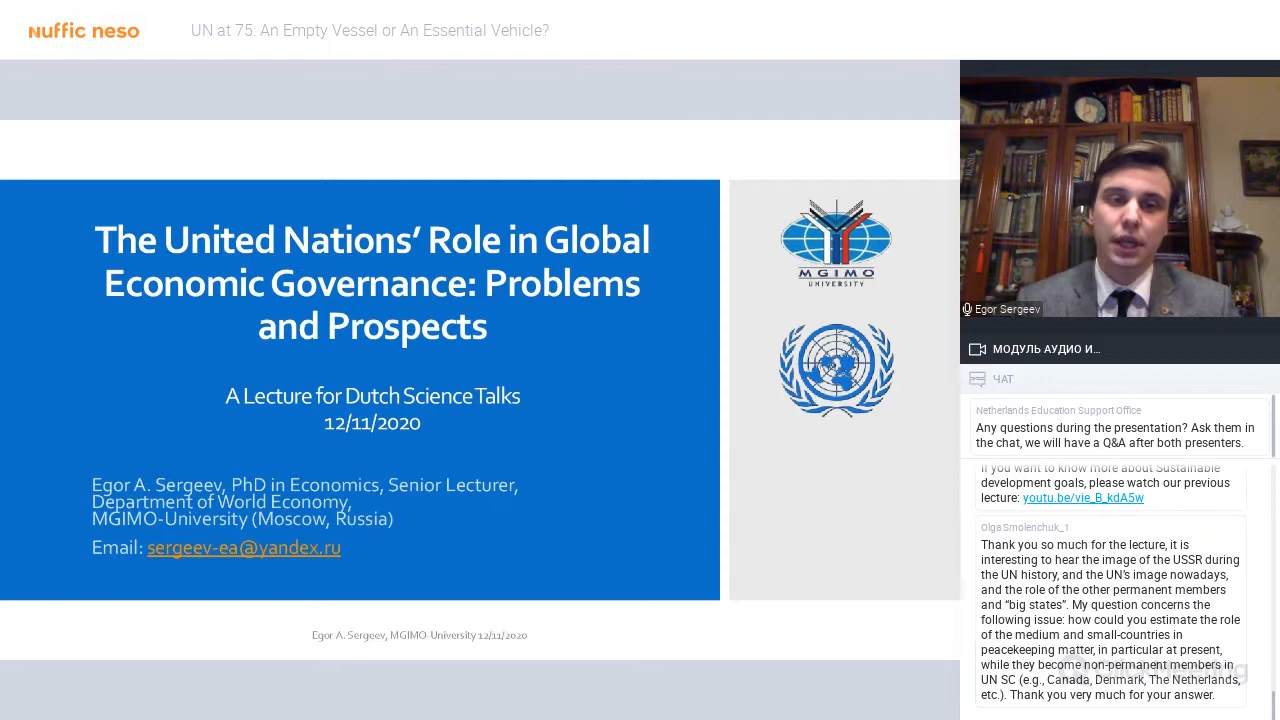 Nuffic neso
UN at 75: An Empty Vessel or An Essential Vehicle?
The United Nations’ Role in Global
Economic Governance: Problems
and Prospects
A Lecture for Dutch Science Talks
12/11/2020
Egor A. Sergeev, PhD in Economics, Senior Lecturer,
Department of World Economy,
MGIMO-University (Moscow, Russia)
Email: sergeev-ea@yandex.ru
Egor A. Sergeev, MGIMO-University 12/11/2020
MGIMO
UNIVERSITY
Egor Sergeev
МОДУЛЬ АУДИО И...
ЧАТ
Netherlands Education Support Office
Any questions during the presentation? Ask them in
the chat, we will have a Q&A after both presenters.
If you want to know more about Sustainable
development goals, please watch our previous
lecture: youtu.be/vie_B_kdA5w
Olga Smolenchuk_1
Thank you so much for the lecture, it is
interesting to hear the image of the USSR during
the UN history, and the UN's image nowadays,
and the role of the other permanent members
and “big states”. My question concerns the
following issue: how could you estimate the role
of the medium and small-countries in
peacekeeping matter, in particular at present,
while they become non-permanent members in
UN SC (e.g., Canada, Denmark, The Netherlands,
etc.). Thank you very much for your answer.
ClickMeeting